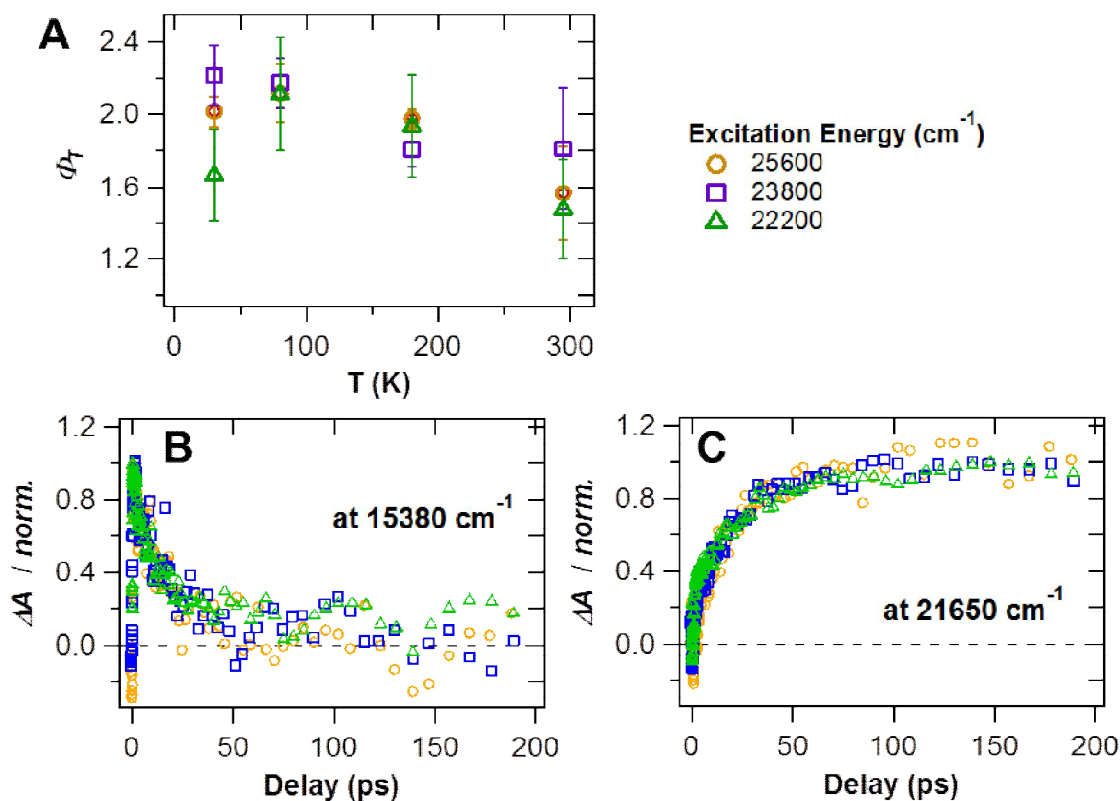 A
2.4
2.0
1.6
1.2
Φ_T
0
100
200
300
T (K)
Excitation Energy (cm⁻¹)
25600
23800
22200
B
1.2
0.8
0.4
0.0
ΔA / norm.
at 15380 cm⁻¹
0
50
100
150
200
Delay (ps)
C
1.2
0.8
0.4
0.0
ΔA / norm.
at 21650 cm⁻¹
0
50
100
150
200
Delay (ps)